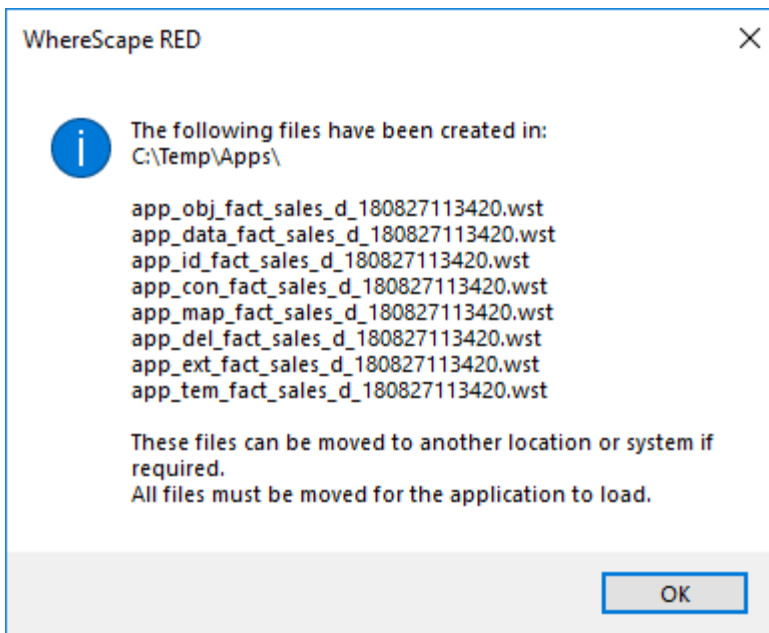 WhereScape RED
The following files have been created in:
C:\Temp\Apps\
app_obj_fact_sales_d_180827113420.wst
app_data_fact_sales_d_180827113420.wst
app_id_fact_sales_d_180827113420.wst
app_con_fact_sales_d_180827113420.wst
app_map_fact_sales_d_180827113420.wst
app_del_fact_sales_d_180827113420.wst
app_ext_fact_sales_d_180827113420.wst
app_tem_fact_sales_d_180827113420.wst
These files can be moved to another location or system if
required.
All files must be moved for the application to load.
OK